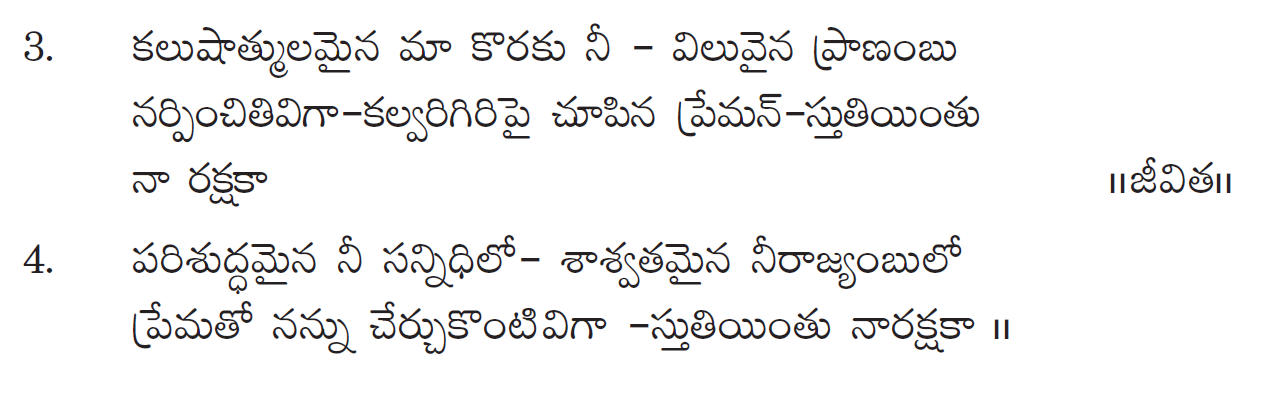 3. కలుషాత్ములమైన మా కొరకు నీ - విలువైన ప్రాణంబు
నర్పించితివిగా-కల్వరిగిరిపై చూపిన ప్రేమన్-స్తుతియింతు
నా రక్షకా ॥జీవిత॥
4. పరిశుద్ధమైన నీ సన్నిధిలో- శాశ్వతమైన నీరాజ్యంబులో
ప్రేమతో నన్ను చేర్చుకొంటివిగా -స్తుతియింతు నారక్షకా ॥